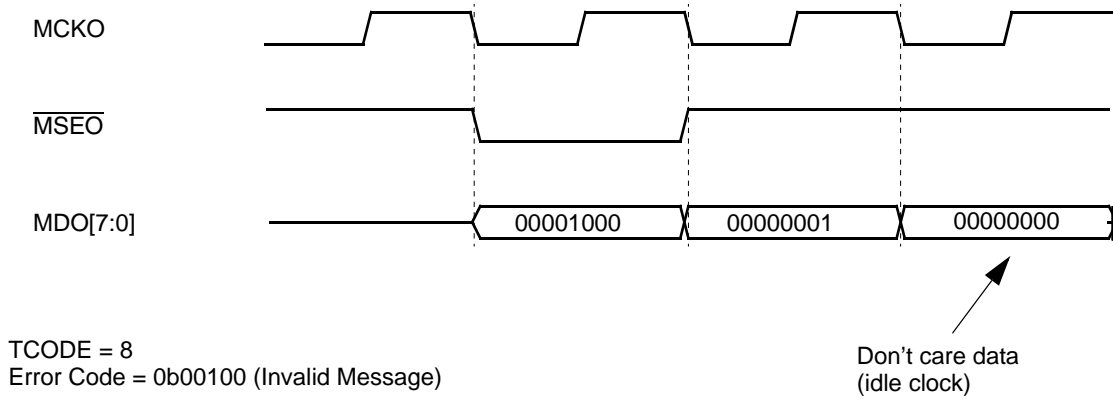 MCKO
MSEO
MDO[7:0]
00001000
00000001
00000000
TCODE = 8
Error Code = 0b00100 (Invalid Message)
Don’t care data
(idle clock)